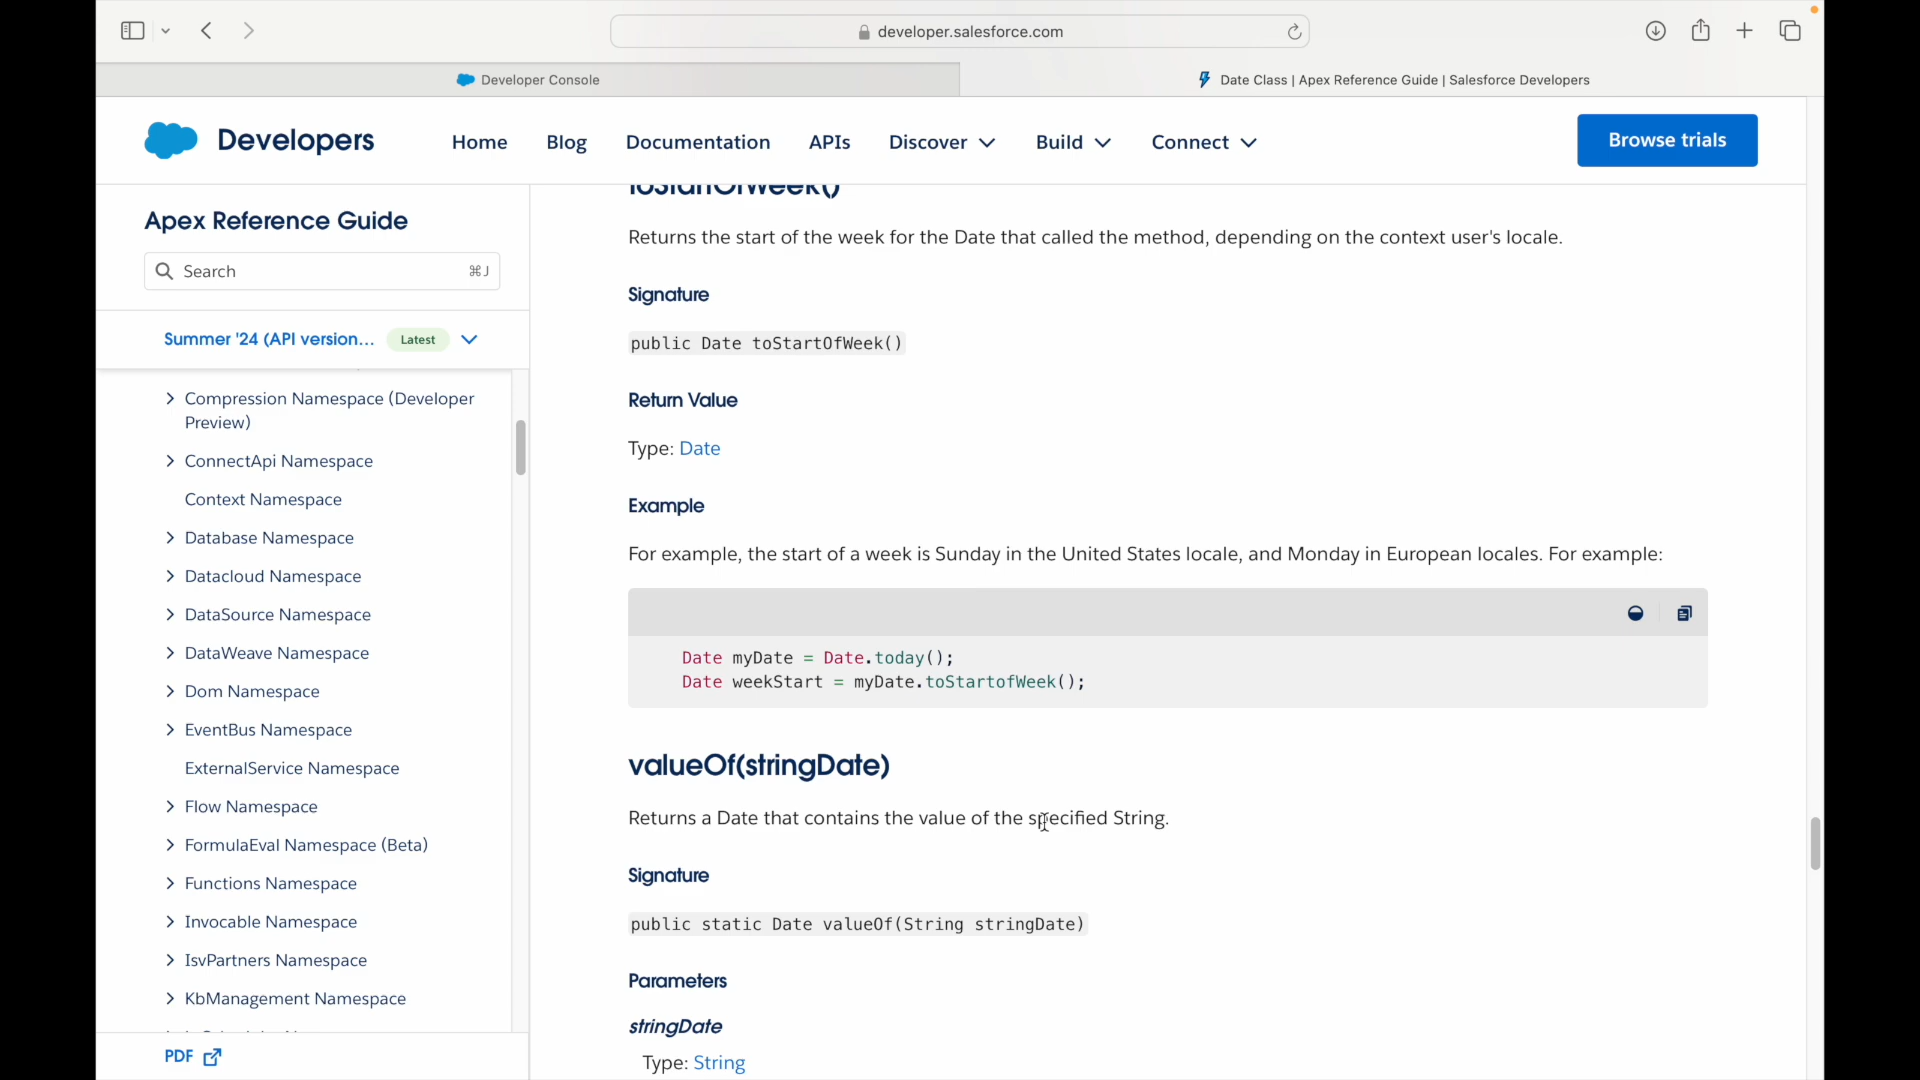 developer.salesforce.com
Developer Console
Date Class | Apex Reference Guide | Salesforce Developers
Developers
Home
Blog
Documentation
APIs
Discover
Build
Connect
Browse trials
Apex Reference Guide
Search
⌘J
Summer '24 (API version...
Latest
Compression Namespace (Developer
Preview)
ConnectApi Namespace
Context Namespace
Database Namespace
Datacloud Namespace
DataSource Namespace
DataWeave Namespace
Dom Namespace
EventBus Namespace
ExternalService Namespace
Flow Namespace
FormulaEval Namespace (Beta)
Functions Namespace
Invocable Namespace
IsvPartners Namespace
KbManagement Namespace
PDF
toStartOfWeek()
Returns the start of the week for the Date that called the method, depending on the context user's locale.
Signature
public Date toStartOfWeek()
Return Value
Type: Date
Example
For example, the start of a week is Sunday in the United States locale, and Monday in European locales. For example:
Date myDate = Date.today();
Date weekStart = myDate.toStartofWeek();
valueOf(stringDate)
Returns a Date that contains the value of the specified String.
Signature
public static Date valueOf(String stringDate)
Parameters
stringDate
Type: String